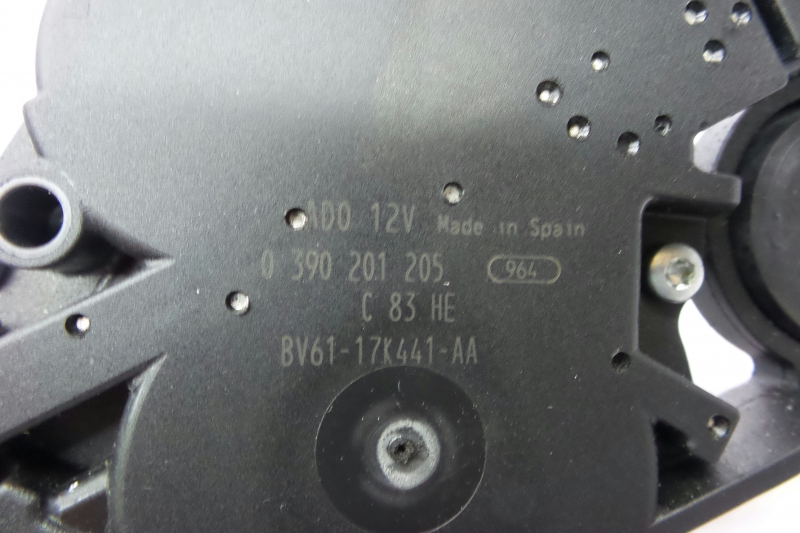 ADO 12V Made in Spain
0 390 201 205 964
C 83 HE
BV61-17K441-AA